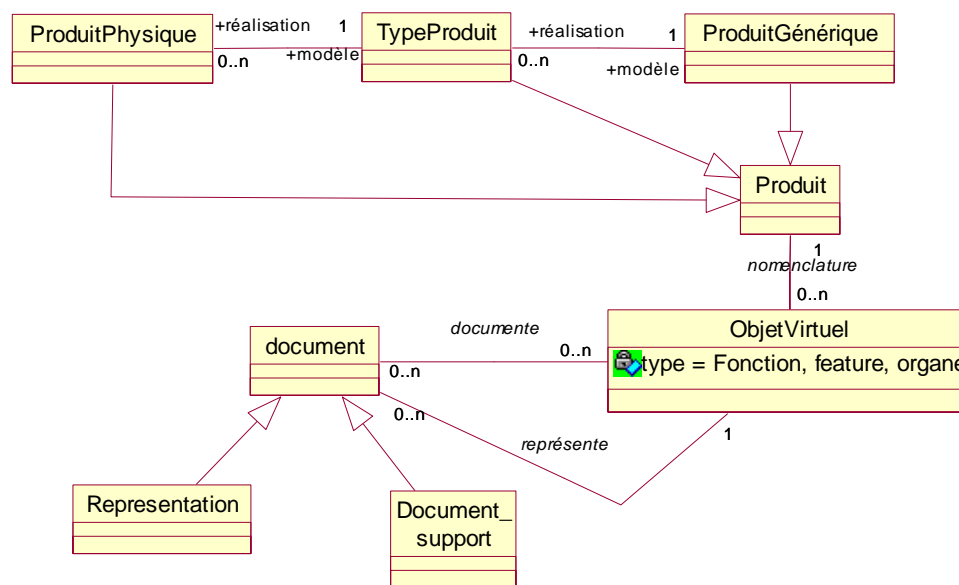 ProduitPhysique
+réalisation
1
TypeProduit
+réalisation
1
ProduitGénérique
0..n
+modèle
0..n
+modèle
Produit
1
nomenclature
0..n
ObjetVirtuel
type = Fonction, feature, organe
document
documente
0..n
0..n
0..n
représente
1
Representation
Document_
support